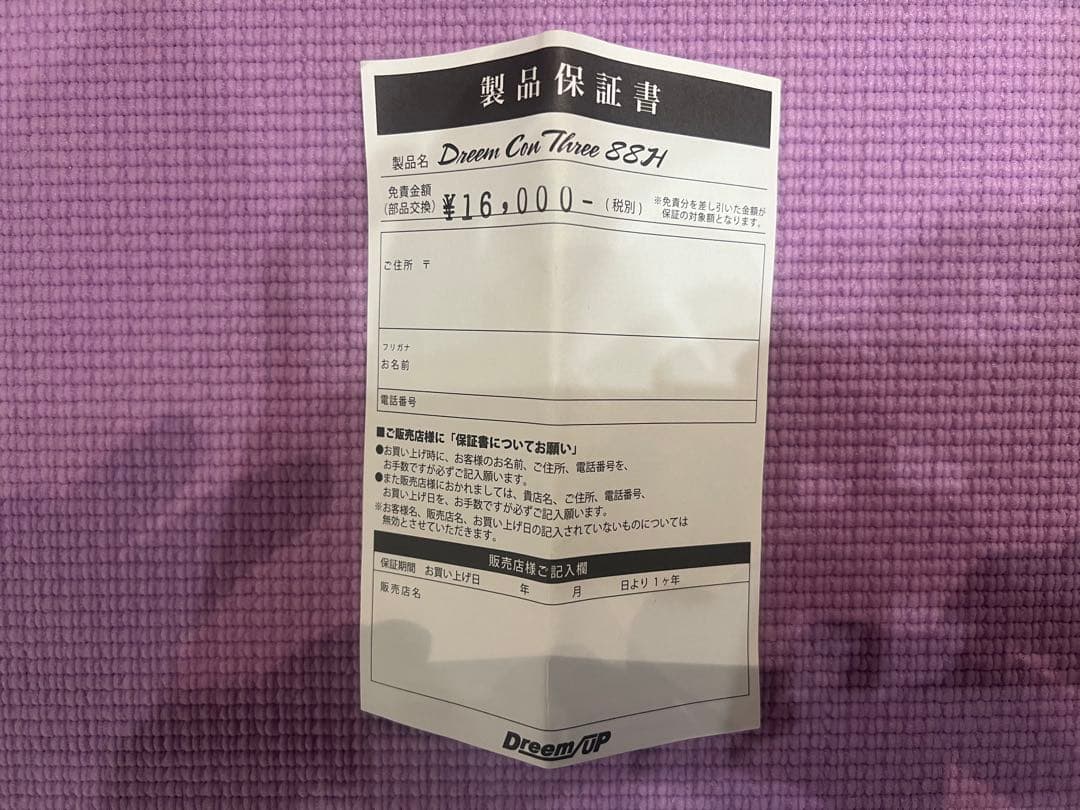 製品保証書
製品名 Dreem Con Three 88H
免責金額
(部品交換) ¥16,000- (税別) ※免責分を差し引いた金額が
保証の対象額となります。
ご住所 〒
フリガナ
お名前
電話番号
■ご販売店様に「保証書についてお願い」
●お買い上げ時に、お客様のお名前、ご住所、電話番号を、
お手数ですが必ずご記入願います。
●また販売店様におかれましては、貴店名、ご住所、電話番号、
お買い上げ日を、お手数ですが必ずご記入願います。
※お客様名、販売店名、お買い上げ日の記入されていないものについては
無効とさせていただきます。
販売店様ご記入欄
保証期間 お買い上げ日 年 月 日より1ヶ年
販売店名
Dreem/UP